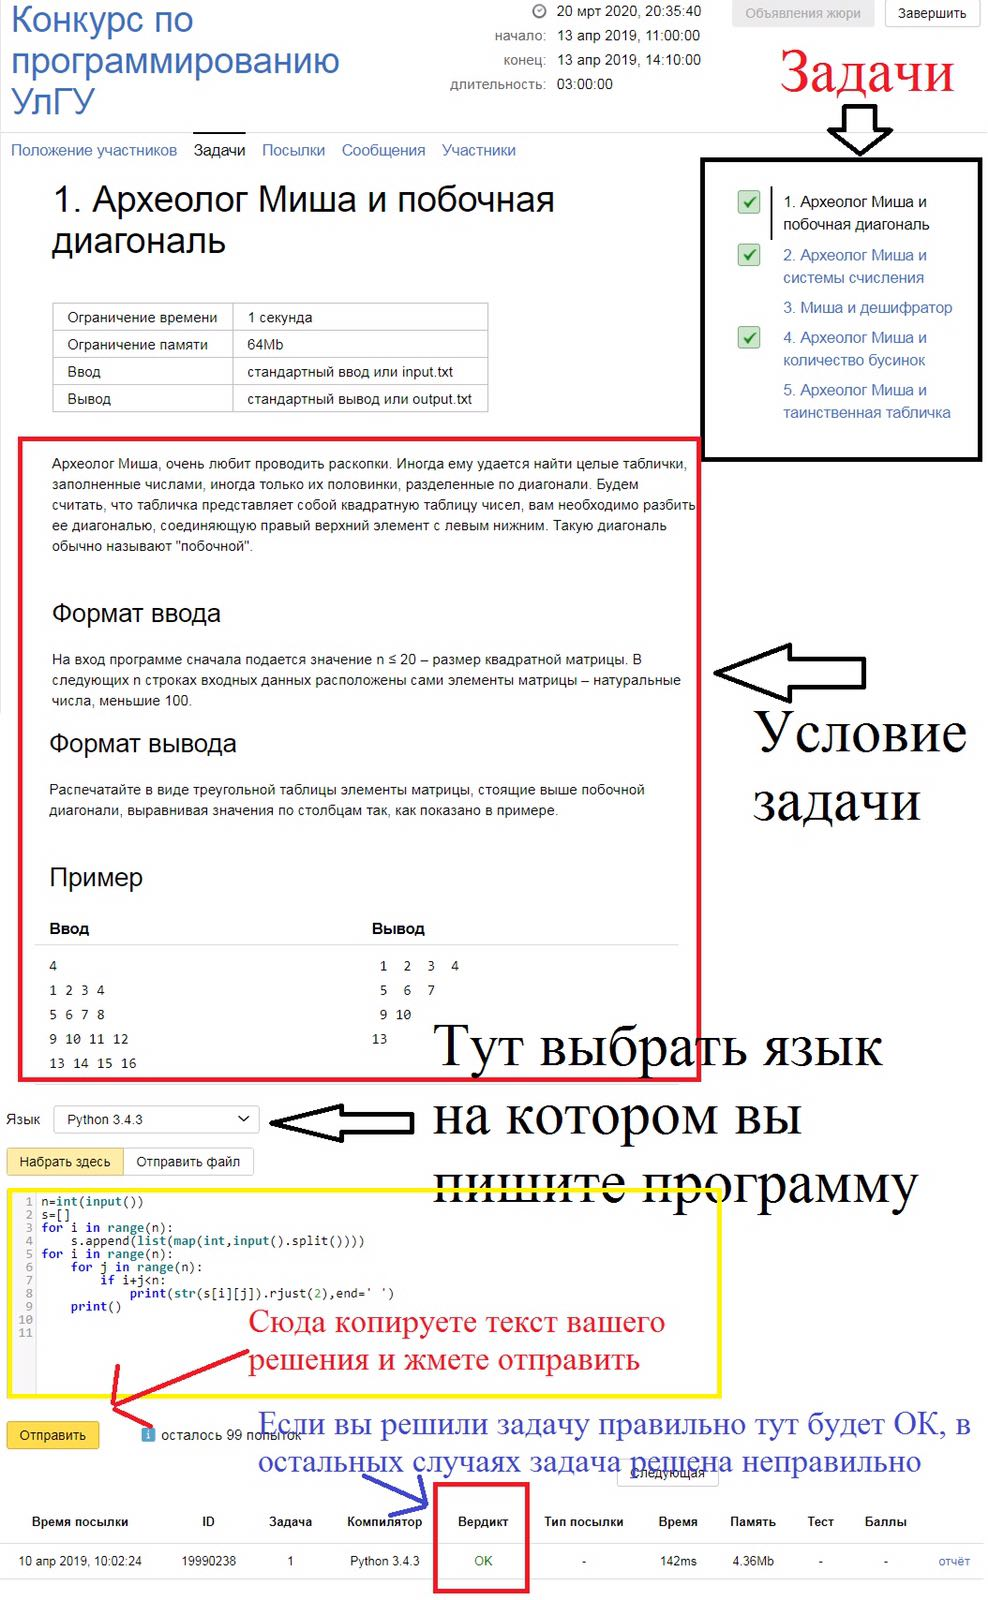 Конкурс по
программированию
УлГУ
20 мрт 2020, 20:35:40
начало: 13 апр 2019, 11:00:00
конец: 13 апр 2019, 14:10:00
длительность: 03:00:00
Объявления жюри
Завершить
Задачи
Положение участников Задачи Посылки Сообщения Участники
1. Археолог Миша и побочная
диагональ
1. Археолог Миша и
побочная диагональ
2. Археолог Миша и
системы счисления
3. Миша и дешифратор
4. Археолог Миша и
количество бусинок
5. Археолог Миша и
таинственная табличка
Ограничение времени 1 секунда
Ограничение памяти 64Mb
Ввод стандартный ввод или input.txt
Вывод стандартный вывод или output.txt
Археолог Миша, очень любит проводить раскопки. Иногда ему удается найти целые таблички,
заполненные числами, иногда только их половинки, разделенные по диагонали. Будем
считать, что табличка представляет собой квадратную таблицу чисел, вам необходимо разбить
ее диагональю, соединяющую правый верхний элемент с левым нижним. Такую диагональ
обычно называют "побочной".
Формат ввода
На вход программе сначала подается значение n ≤ 20 – размер квадратной матрицы. В
следующих n строках входных данных расположены сами элементы матрицы – натуральные
числа, меньшие 100.
Формат вывода
Распечатайте в виде треугольной таблицы элементы матрицы, стоящие выше побочной
диагонали, выравнивая значения по столбцам так, как показано в примере.
Условие
задачи
Пример
Ввод Вывод
4
1 2 3 4
5 6 7 8
9 10 11 12
13 14 15 16
1 2 3 4
5 6 7
9 10
13
Тут выбрать язык
на котором вы
пишите программу
Язык Python 3.4.3
Набрать здесь Отправить файл
1 n=int(input())
2 s=[]
3 for i in range(n):
4 s.append(list(map(int,input().split())))
5 for i in range(n):
6 for j in range(n):
7 if i+j<n:
8 print(str(s[i][j]).rjust(2),end=' ')
9 print()
10
11
Сюда копируете текст вашего
решения и жмете отправить
Отправить
осталось 99 попыток
Если вы решили задачу правильно тут будет ОК, в
остальных случаях задача решена неправильно
Следующая
Время посылки ID Задача Компилятор Вердикт Тип посылки Время Память Тест Баллы
10 апр 2019, 10:02:24 19990238 1 Python 3.4.3 OK - 142ms 4.36Mb - - отчёт